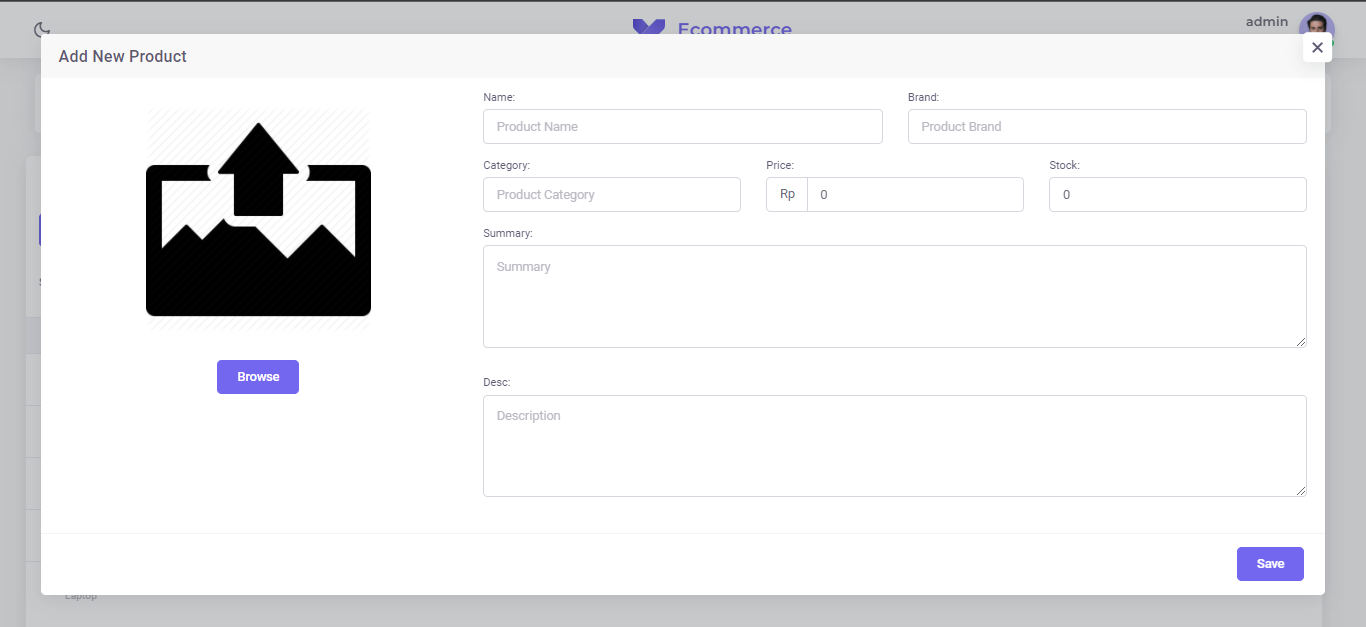 Ecommerce
admin
Add New Product
Name:
Brand:
Product Name
Product Brand
Category:
Price:
Stock:
Product Category
Rp
0
0
Summary:
Summary
Browse
Desc:
Description
Save
Laptop